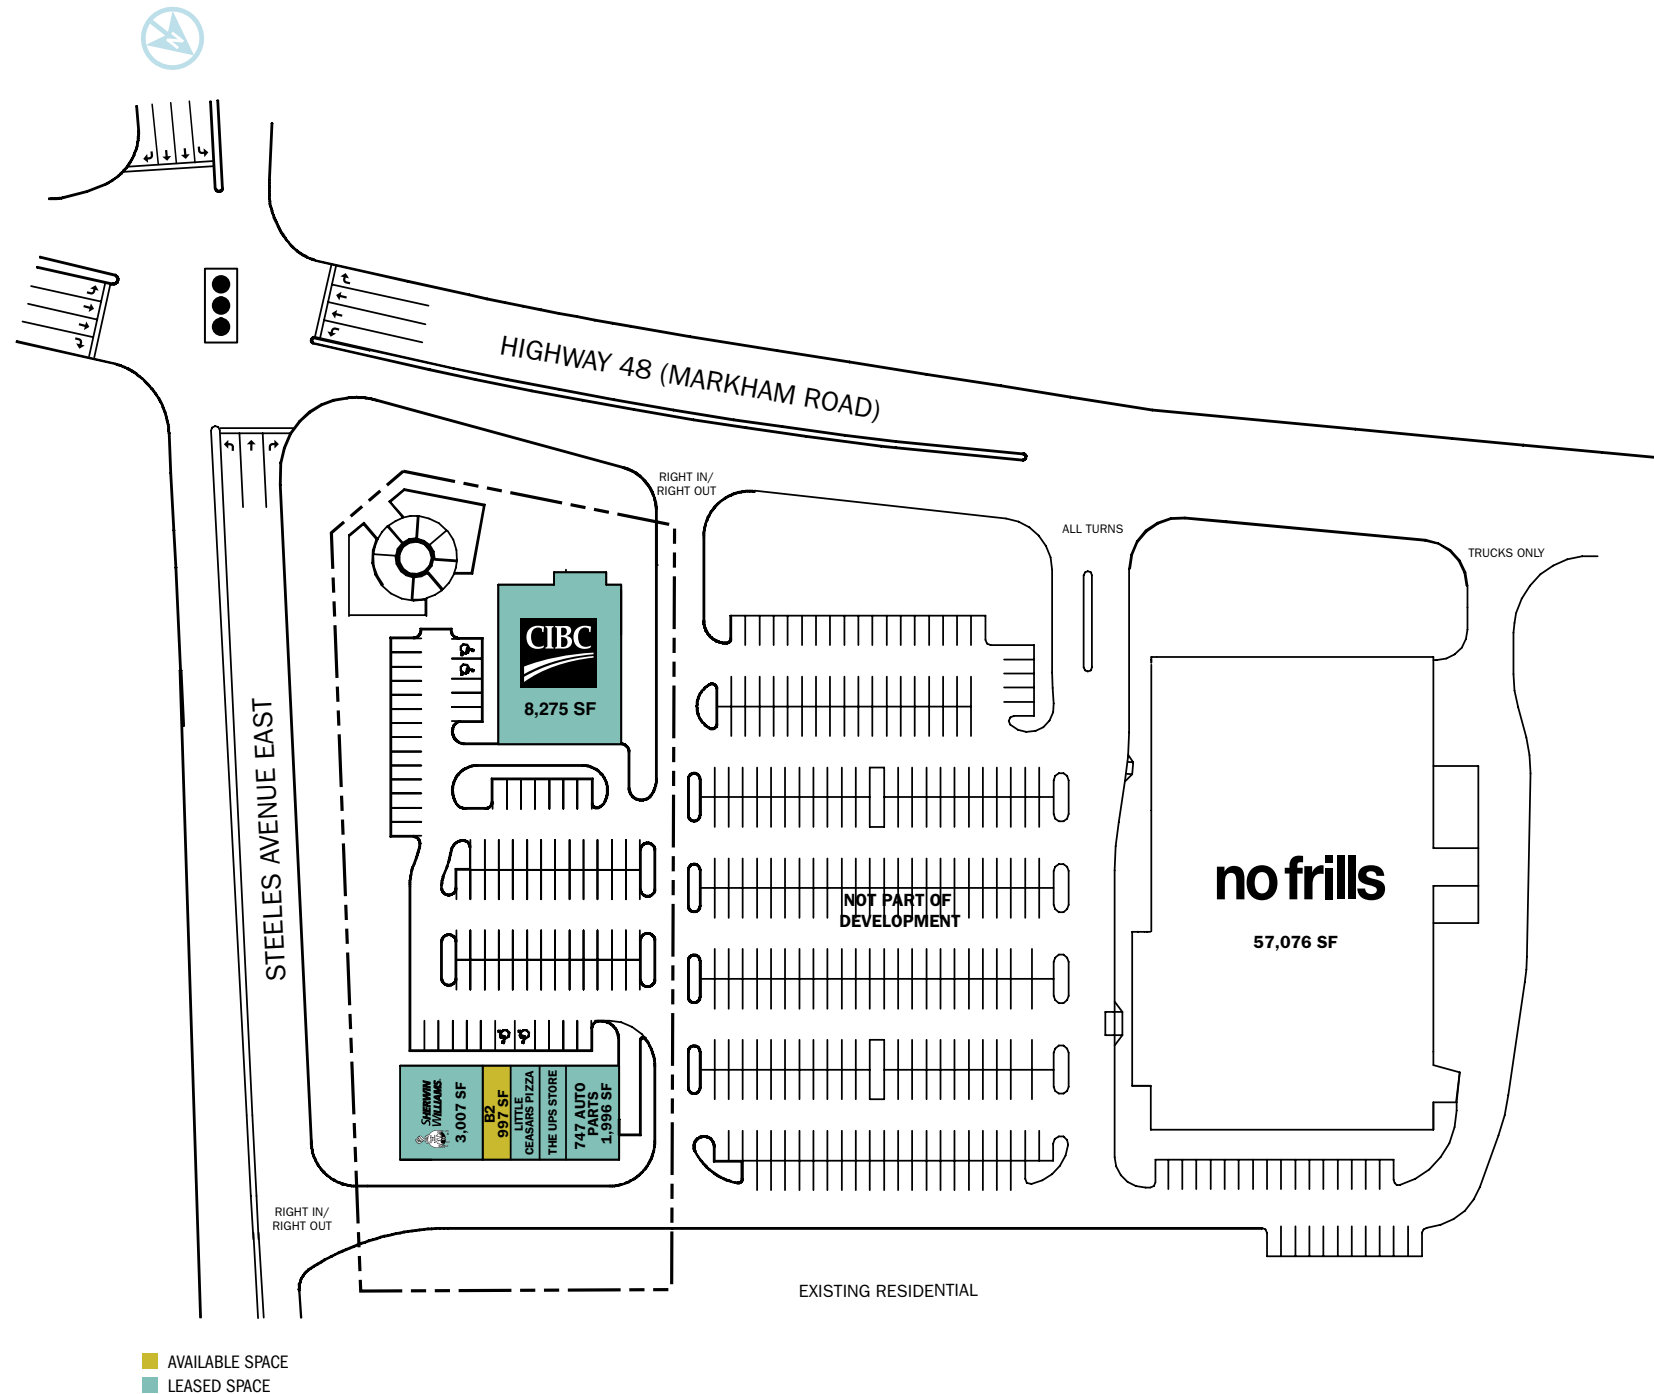 N
HIGHWAY 48 (MARKHAM ROAD)
RIGHT IN/
RIGHT OUT
ALL TURNS
TRUCKS ONLY
CIBC
8,275 SF
STEELES AVENUE EAST
NOT PART OF
DEVELOPMENT
no frills
57,076 SF
SHERWIN
WILLIAMS.
3,007 SF
B2
997 SF
LITTLE
CEASARS PIZZA
THE UPS STORE
747 AUTO
PARTS
1,996 SF
RIGHT IN/
RIGHT OUT
EXISTING RESIDENTIAL
AVAILABLE SPACE
LEASED SPACE